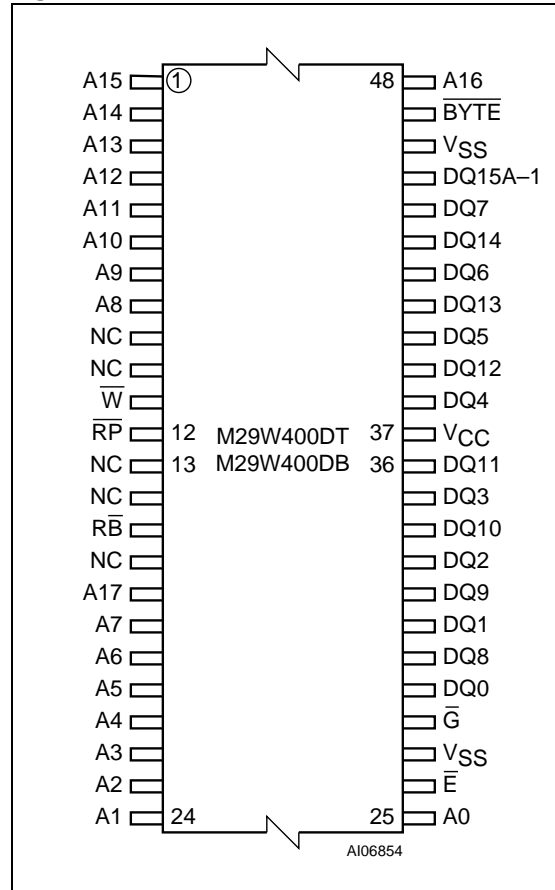 A15 1 48 A16
A14 B̅Y̅T̅E̅
A13 VSS
A12 DQ15A–1
A11 DQ7
A10 DQ14
A9 DQ6
A8 DQ13
NC DQ5
NC DQ12
W̅ DQ4
R̅P̅ 12 M29W400DT 37 VCC
NC 13 M29W400DB 36 DQ11
NC DQ3
RB̅ DQ10
NC DQ2
A17 DQ9
A7 DQ1
A6 DQ8
A5 DQ0
A4 G̅
A3 VSS
A2 E̅
A1 24 25 A0
AI06854